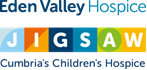 Eden Valley Hospice
JIGSAW
Cumbria's Children's Hospice